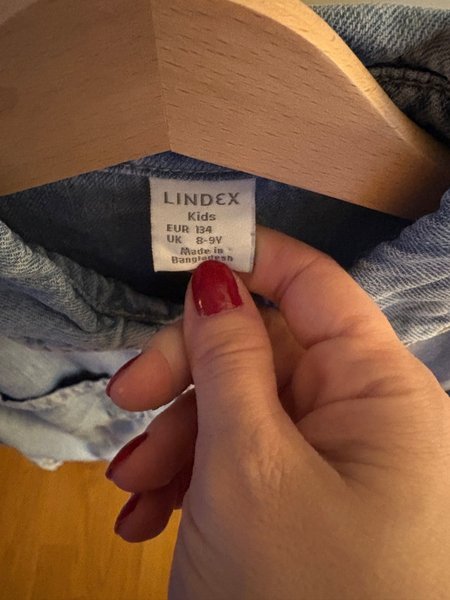 LINDEX
Kids
EUR 134
UK 8-9Y
Made in
Bangladesh